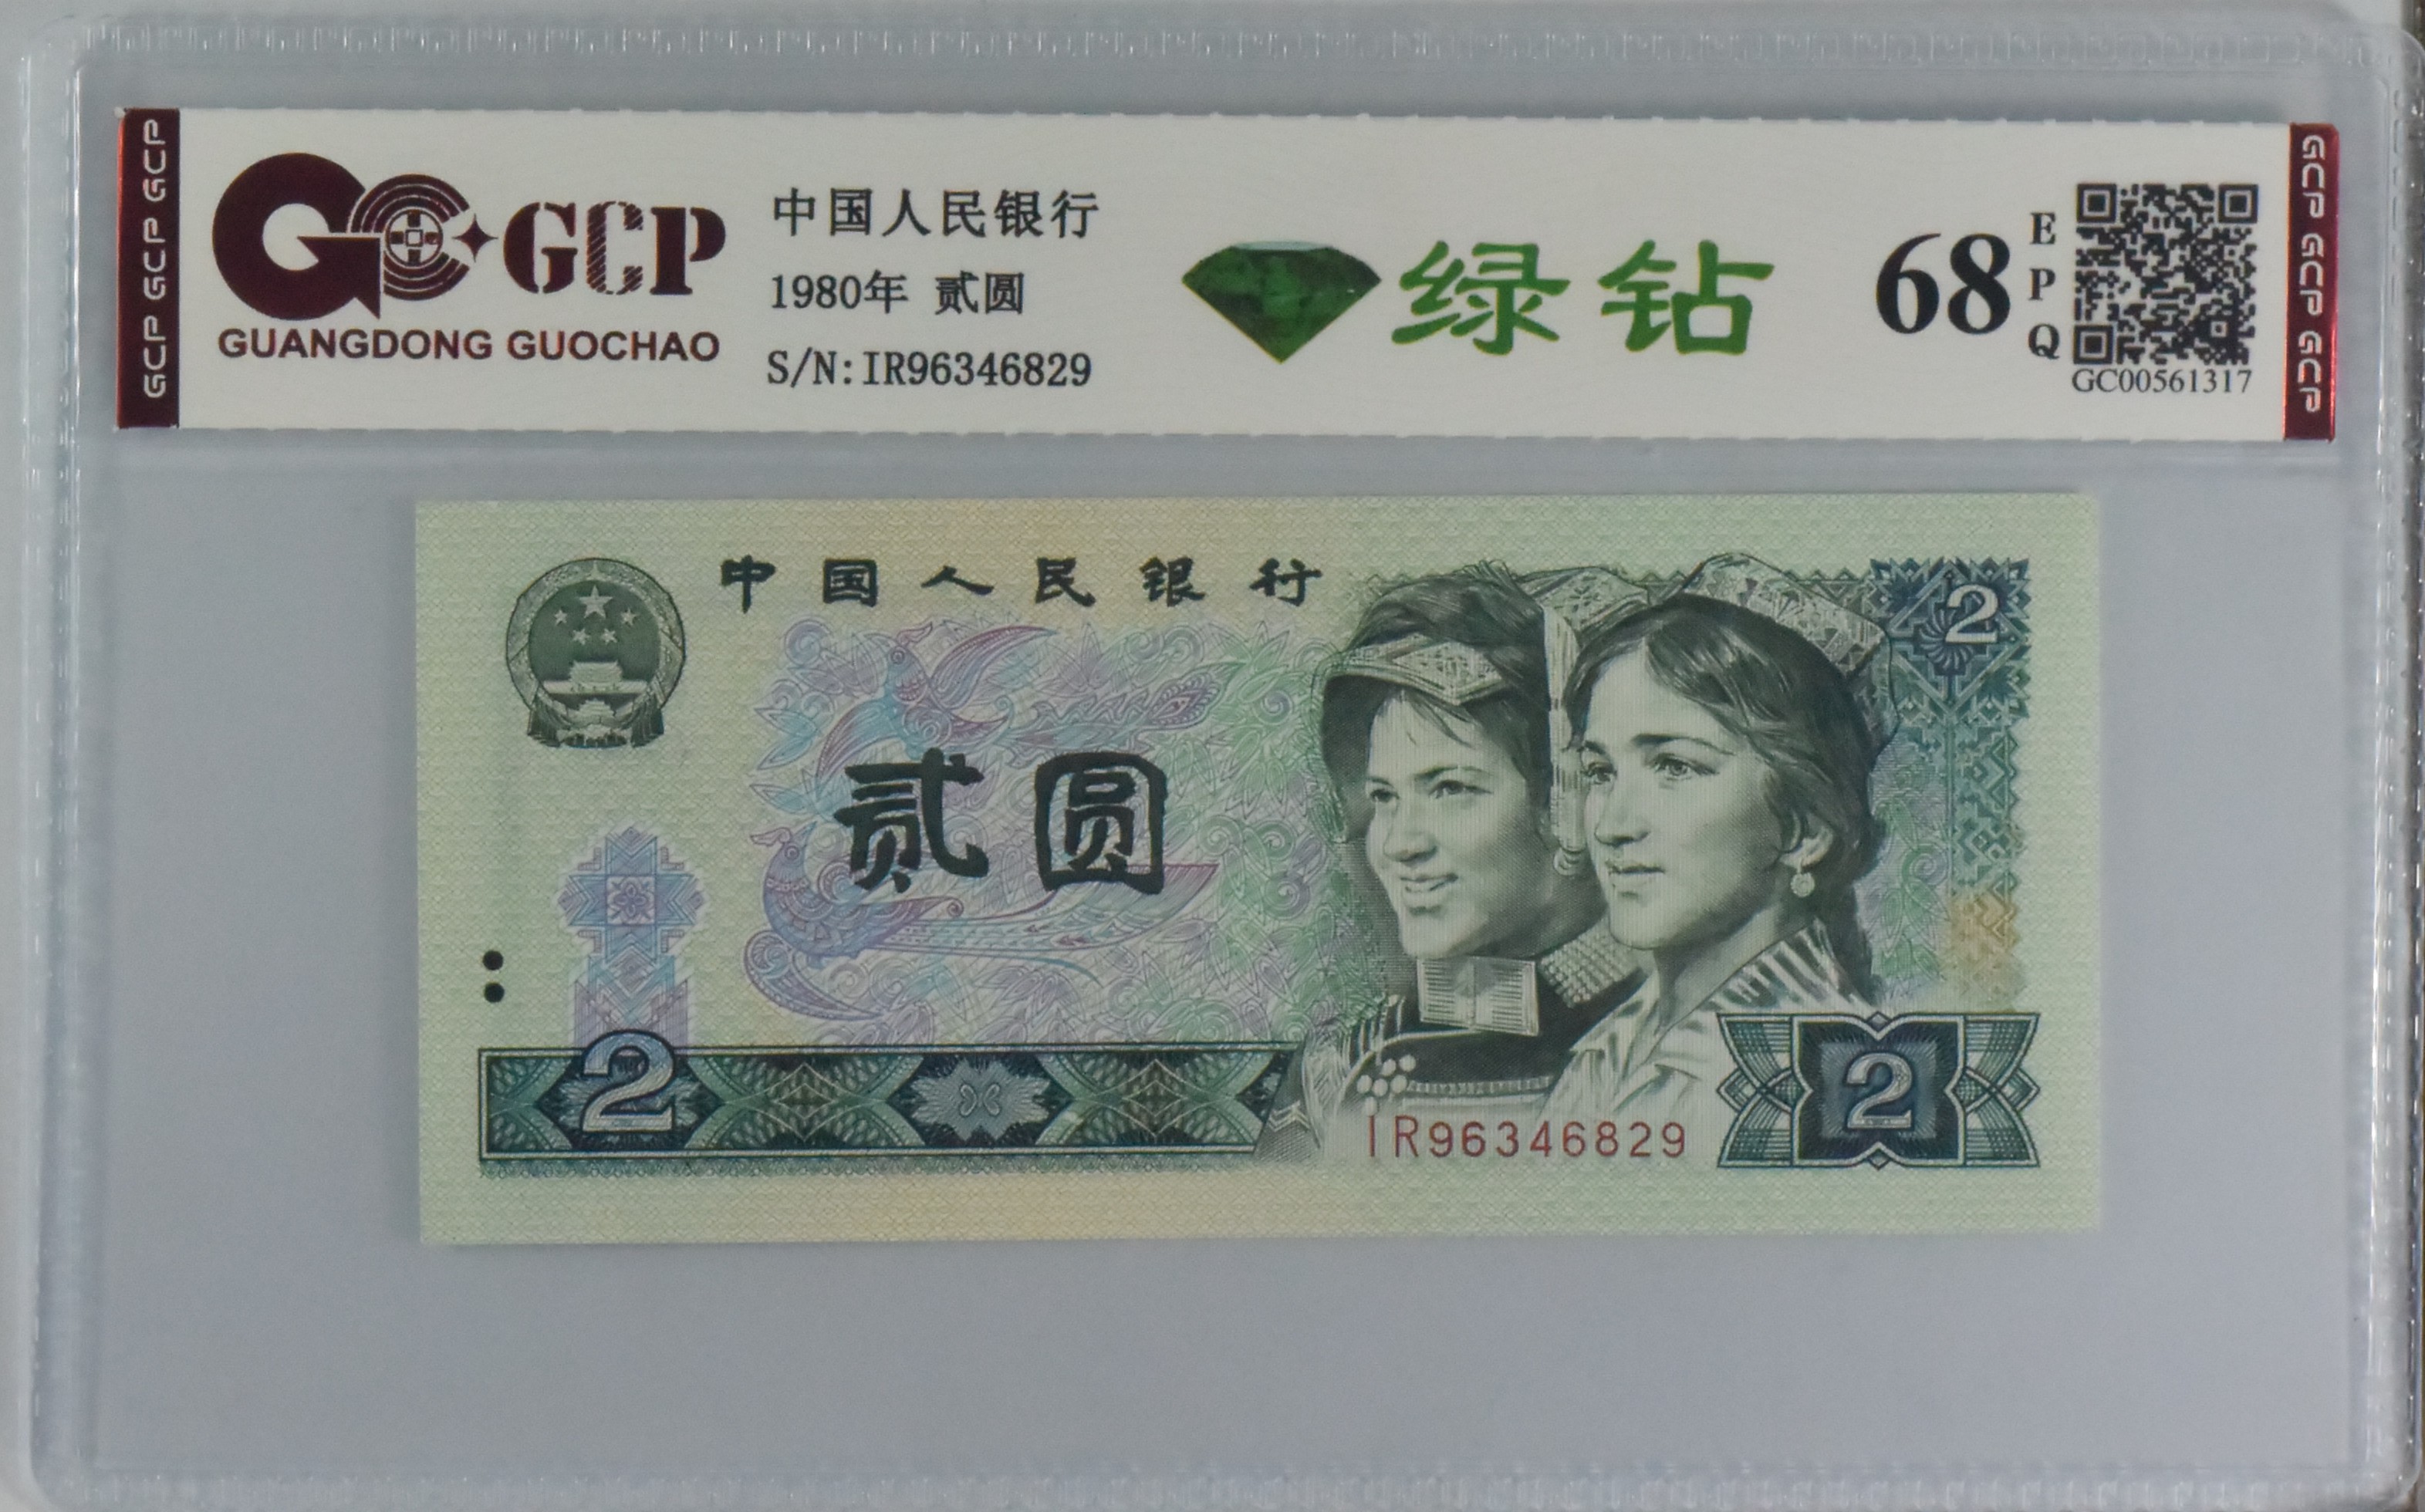 GCP GCP GCP
GCP
GUANGDONG GUOCHAO
中国人民银行
1980年 贰圆
S/N:IR96346829
绿钻
68
EPQ
GC00561317
GCP GCP GCP
中国人民银行
2
贰圆
2
IR96346829
2